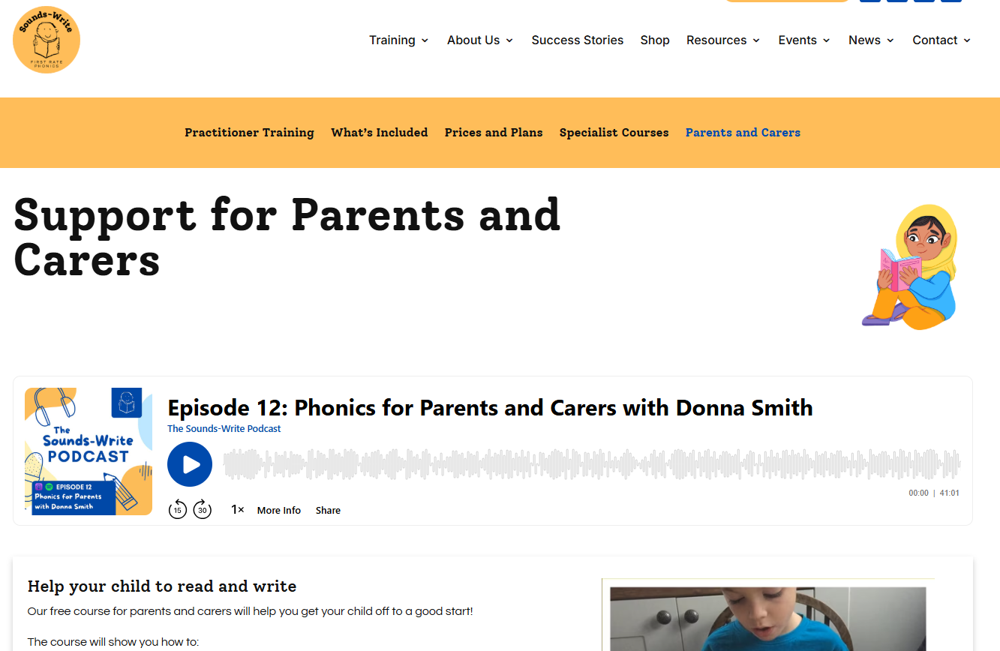 Sounds-Write
FIRST RATE
PHONICS
Training
About Us
Success Stories
Shop
Resources
Events
News
Contact
Practitioner Training
What's Included
Prices and Plans
Specialist Courses
Parents and Carers
Support for Parents and
Carers
The
Sounds-Write
PODCAST
EPISODE 12
Phonics for Parents
with Donna Smith
Episode 12: Phonics for Parents and Carers with Donna Smith
The Sounds-Write Podcast
00:00 | 41:01
15
30
1×
More Info
Share
Help your child to read and write
Our free course for parents and carers will help you get your child off to a good start!
The course will show you how to: